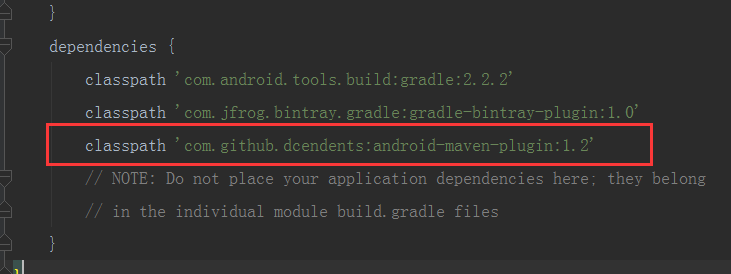 }
dependencies {
classpath 'com.android.tools.build:gradle:2.2.2'
classpath 'com.jfrog.bintray.gradle:gradle-bintray-plugin:1.0'
classpath 'com.github.dcendents:android-maven-plugin:1.2'
// NOTE: Do not place your application dependencies here; they belong
// in the individual module build.gradle files
}
}